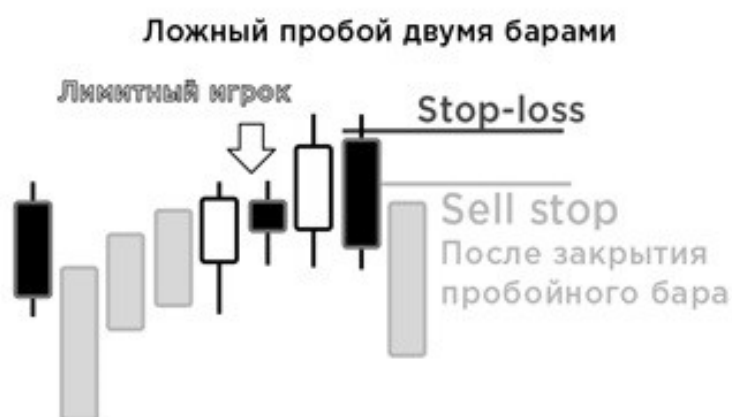 Ложный пробой двумя барами
Лимитный игрок
Stop-loss
Sell stop
После закрытия
пробойного бара